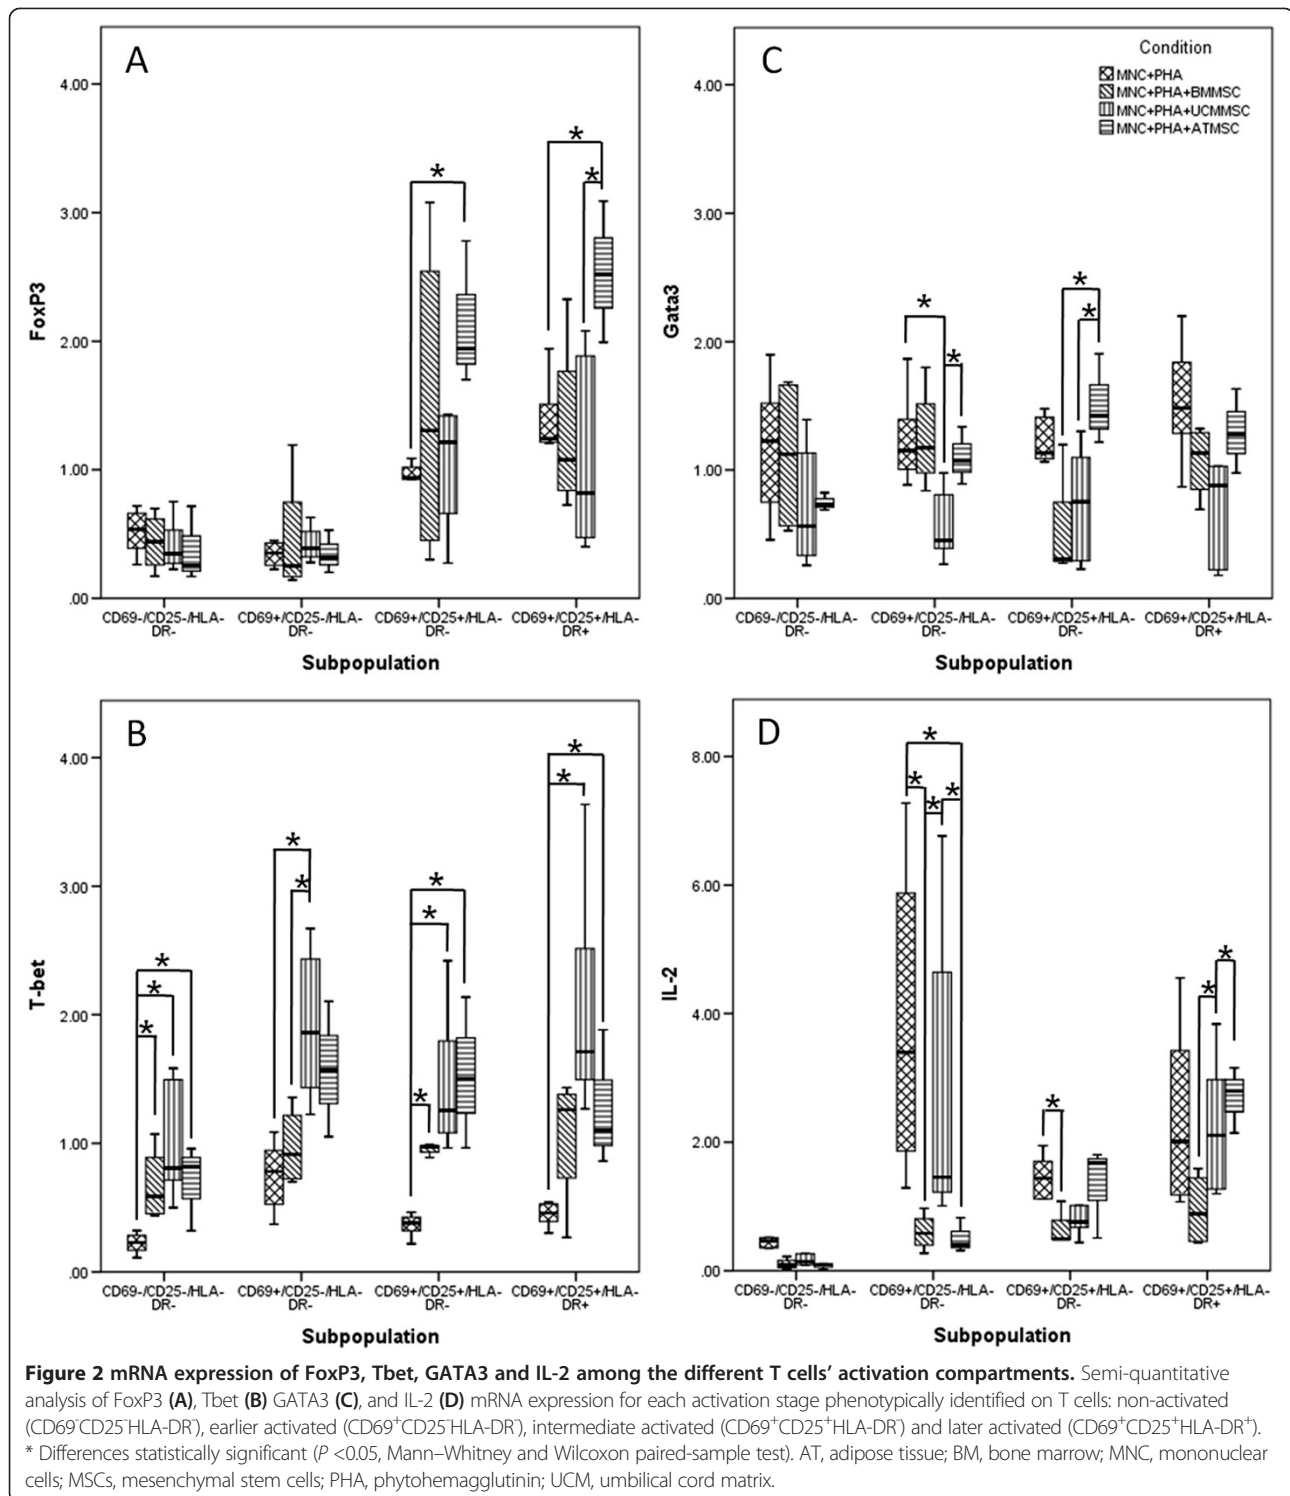 A
4.00
3.00
2.00
1.00
.00
FoxP3
*
*
*
CD69-/CD25-/HLA-DR-
CD69+/CD25-/HLA-DR-
CD69+/CD25+/HLA-DR-
CD69+/CD25+/HLA-DR+
Subpopulation
C
Condition
MNC+PHA
MNC+PHA+BMMSC
MNC+PHA+UCMMSC
MNC+PHA+ATMSC
4.00
3.00
2.00
1.00
.00
Gata3
*
*
*
*
CD69-/CD25-/HLA-DR-
CD69+/CD25-/HLA-DR-
CD69+/CD25+/HLA-DR-
CD69+/CD25+/HLA-DR+
Subpopulation
B
4.00
3.00
2.00
1.00
.00
T-bet
*
*
*
*
*
*
*
*
*
*
CD69-/CD25-/HLA-DR-
CD69+/CD25-/HLA-DR-
CD69+/CD25+/HLA-DR-
CD69+/CD25+/HLA-DR+
Subpopulation
D
8.00
6.00
4.00
2.00
.00
IL-2
*
*
*
*
*
*
*
CD69-/CD25-/HLA-DR-
CD69+/CD25-/HLA-DR-
CD69+/CD25+/HLA-DR-
CD69+/CD25+/HLA-DR+
Subpopulation
Figure 2 mRNA expression of FoxP3, Tbet, GATA3 and IL-2 among the different T cells’ activation compartments. Semi-quantitative
analysis of FoxP3 (A), Tbet (B) GATA3 (C), and IL-2 (D) mRNA expression for each activation stage phenotypically identified on T cells: non-activated
(CD69⁻CD25⁻HLA-DR⁻), earlier activated (CD69⁺CD25⁻HLA-DR⁻), intermediate activated (CD69⁺CD25⁺HLA-DR⁻) and later activated (CD69⁺CD25⁺HLA-DR⁺).
* Differences statistically significant (P <0.05, Mann–Whitney and Wilcoxon paired-sample test). AT, adipose tissue; BM, bone marrow; MNC, mononuclear
cells; MSCs, mesenchymal stem cells; PHA, phytohemagglutinin; UCM, umbilical cord matrix.